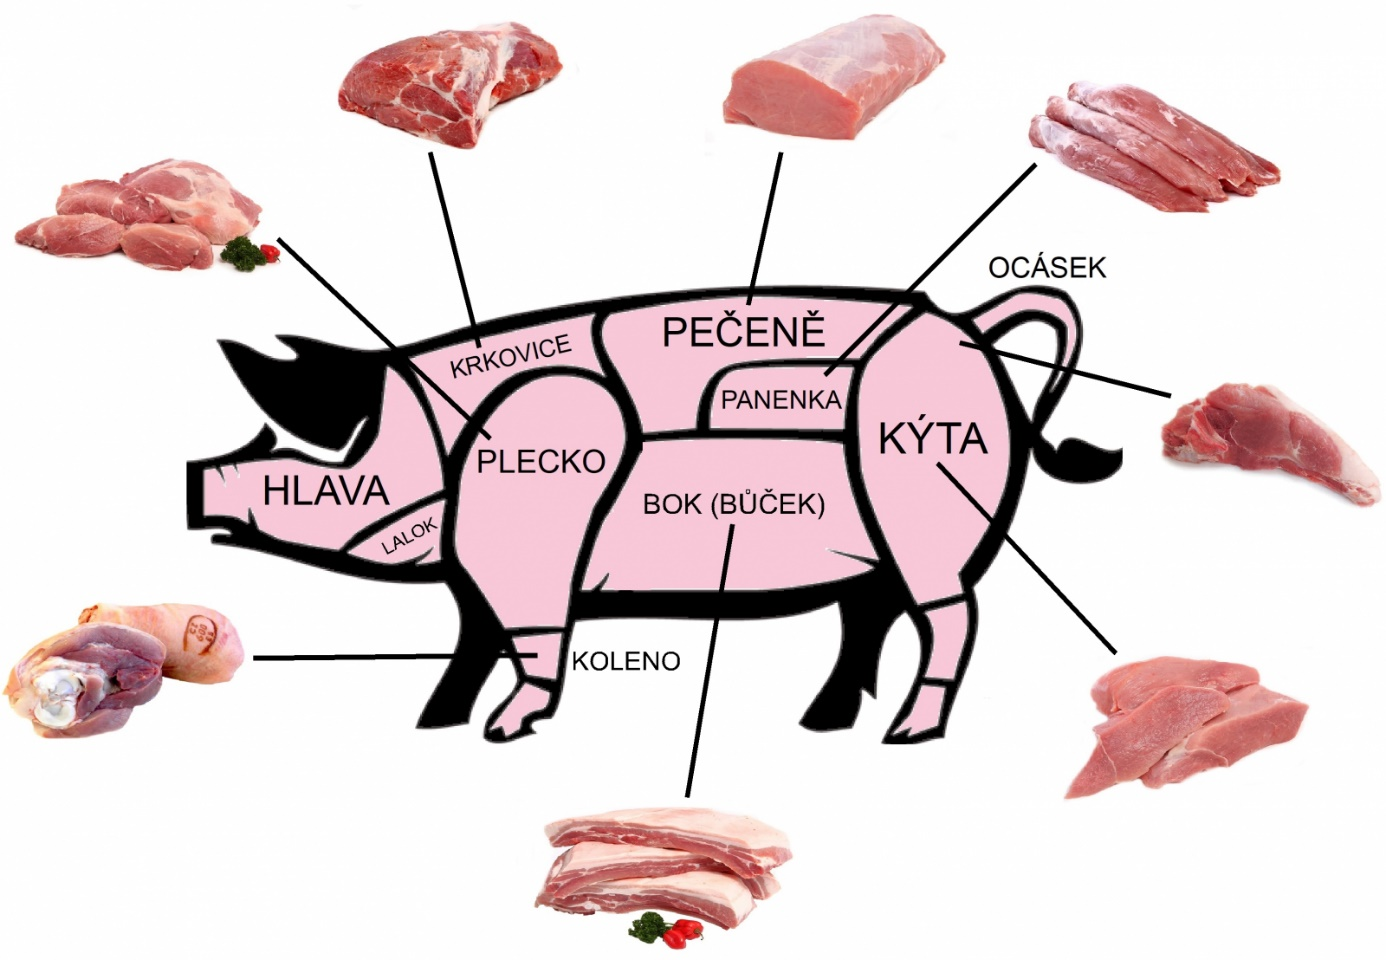 OCÁSEK
PEČENĚ
KRKOVICE
PANENKA
KÝTA
PLECKO
HLAVA
BOK (BŮČEK)
LALOK
KOLENO